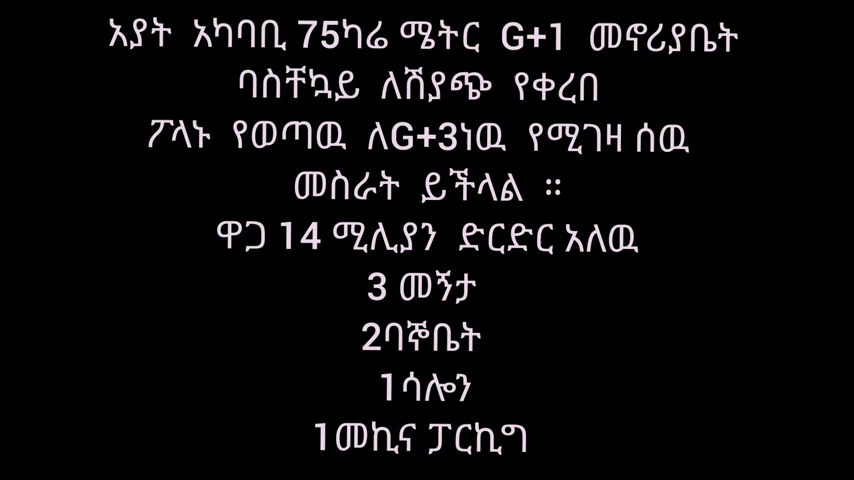 አያት አካባቢ 75ካሬ ሜትር G+1 መኖሪያቤት
ባስቸኳይ ለሽያጭ የቀረበ
ፖላኑ የወጣዉ ለG+3ነዉ የሚገዛ ሰዉ
መስራት ይችላል ።
ዋጋ 14 ሚሊያን ድርድር አለዉ
3 መኝታ
2ባኞቤት
1ሳሎን
1መኪና ፓርኪግ